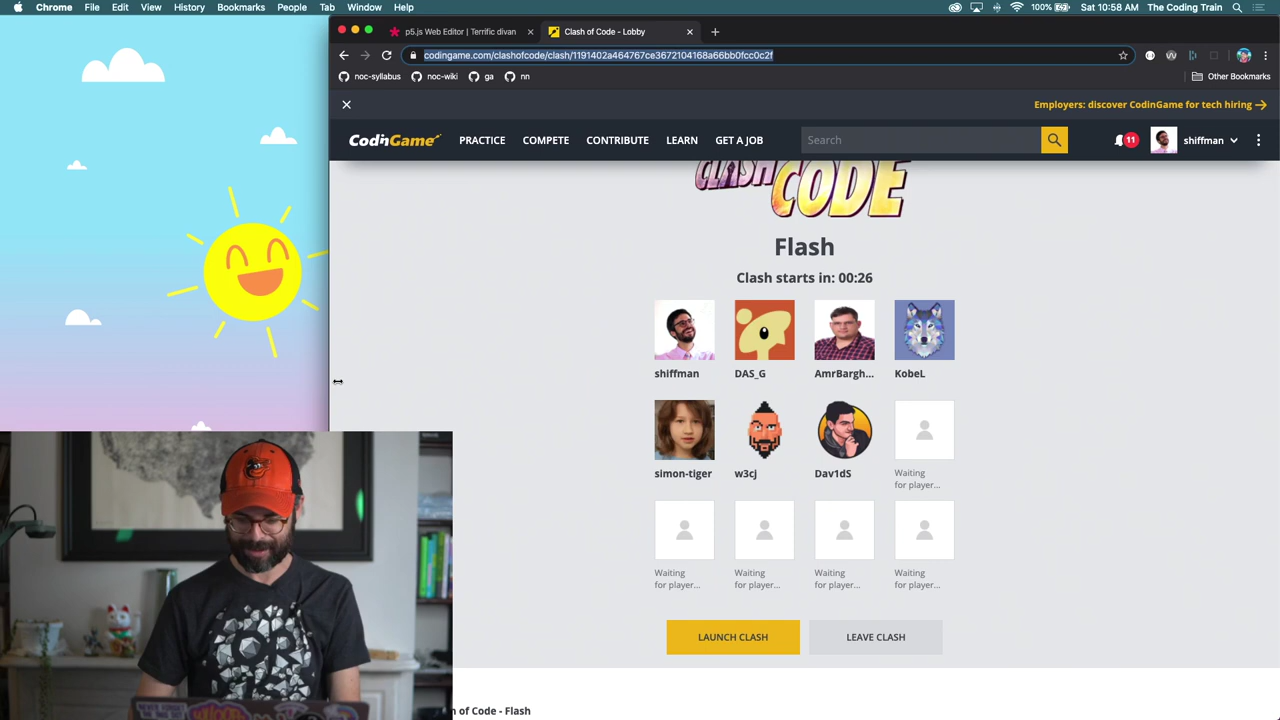 Chrome File Edit View History Bookmarks People Tab Window Help 100% Sat 10:58 AM The Coding Train
p5.js Web Editor | Terrific divan Clash of Code - Lobby
codingame.com/clashofcode/clash/1191402a464767ce3672104168a66bb0fcc0c2f
noc-syllabus noc-wiki ga nn Other Bookmarks
Employers: discover CodinGame for tech hiring
CodinGame PRACTICE COMPETE CONTRIBUTE LEARN GET A JOB Search 11 shiffman
CLASH
CODE
Flash
Clash starts in: 00:26
shiffman DAS_G AmrBargh... KobeL
simon-tiger w3cj Dav1dS Waiting
for player...
Waiting Waiting Waiting Waiting
for player... for player... for player... for player...
LAUNCH CLASH LEAVE CLASH
h of Code - Flash